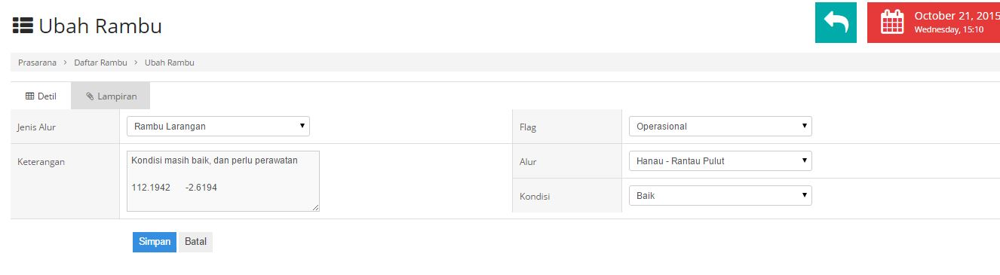 Ubah Rambu
October 21, 2015
Wednesday, 15:10
Prasarana > Daftar Rambu > Ubah Rambu
Detil
Lampiran
Jenis Alur
Rambu Larangan
Flag
Operasional
Keterangan
Kondisi masih baik, dan perlu perawatan
112.1942 -2.6194
Alur
Hanau - Rantau Pulut
Kondisi
Baik
Simpan
Batal